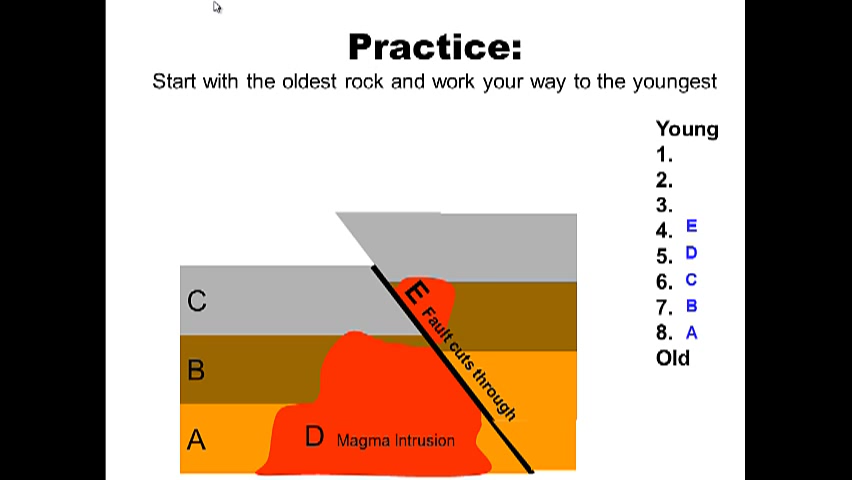 Practice:
Start with the oldest rock and work your way to the youngest
Young
1.
2.
3.
4. E
5. D
6. C
7. B
8. A
Old
C
B
A
D Magma Intrusion
E Fault cuts through